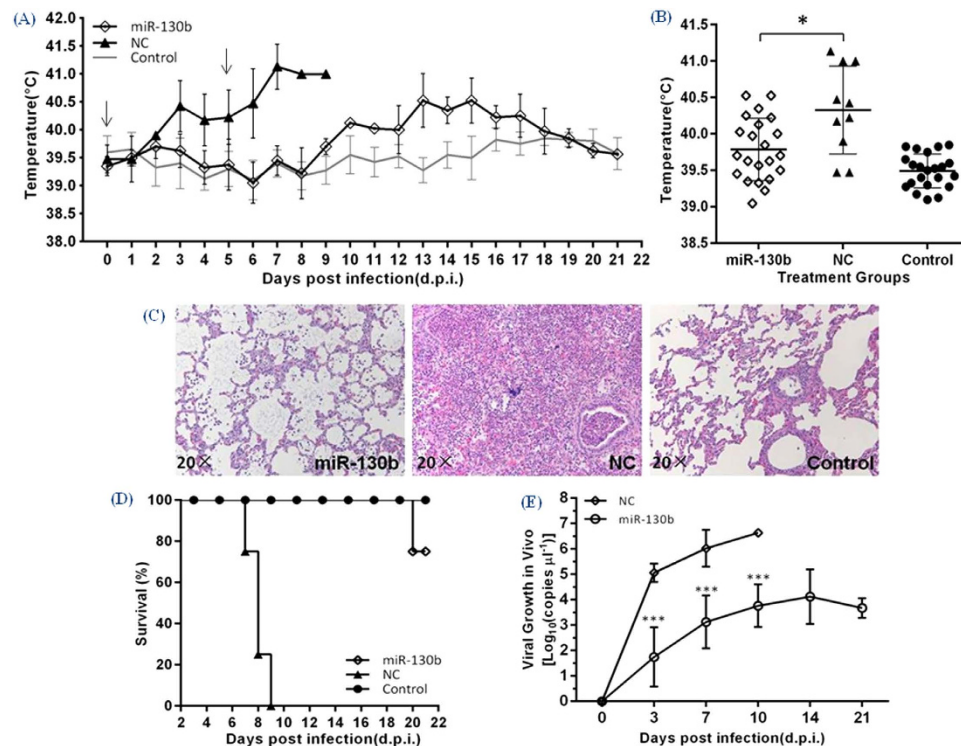 (A)
miR-130b
NC
Control
Temperature(°C)
42.0
41.5
41.0
40.5
40.0
39.5
39.0
38.5
38.0
0 1 2 3 4 5 6 7 8 9 10 11 12 13 14 15 16 17 18 19 20 21 22
Days post infection(d.p.i.)
(B)
*
Temperature(°C)
41.5
41.0
40.5
40.0
39.5
39.0
38.5
miR-130b NC Control
Treatment Groups
(C)
20× miR-130b
20× NC
20× Control
(D)
Survival (%)
100
80
60
40
20
0
miR-130b
NC
Control
2 4 6 8 10 12 14 16 18 20 22
Days post infection(d.p.i.)
(E)
NC
miR-130b
Viral Growth in Vivo
[Log10(copies μl-1)]
8
7
6
5
4
3
2
1
0
*** *** ***
0 3 7 10 14 21
Days post infection(d.p.i.)